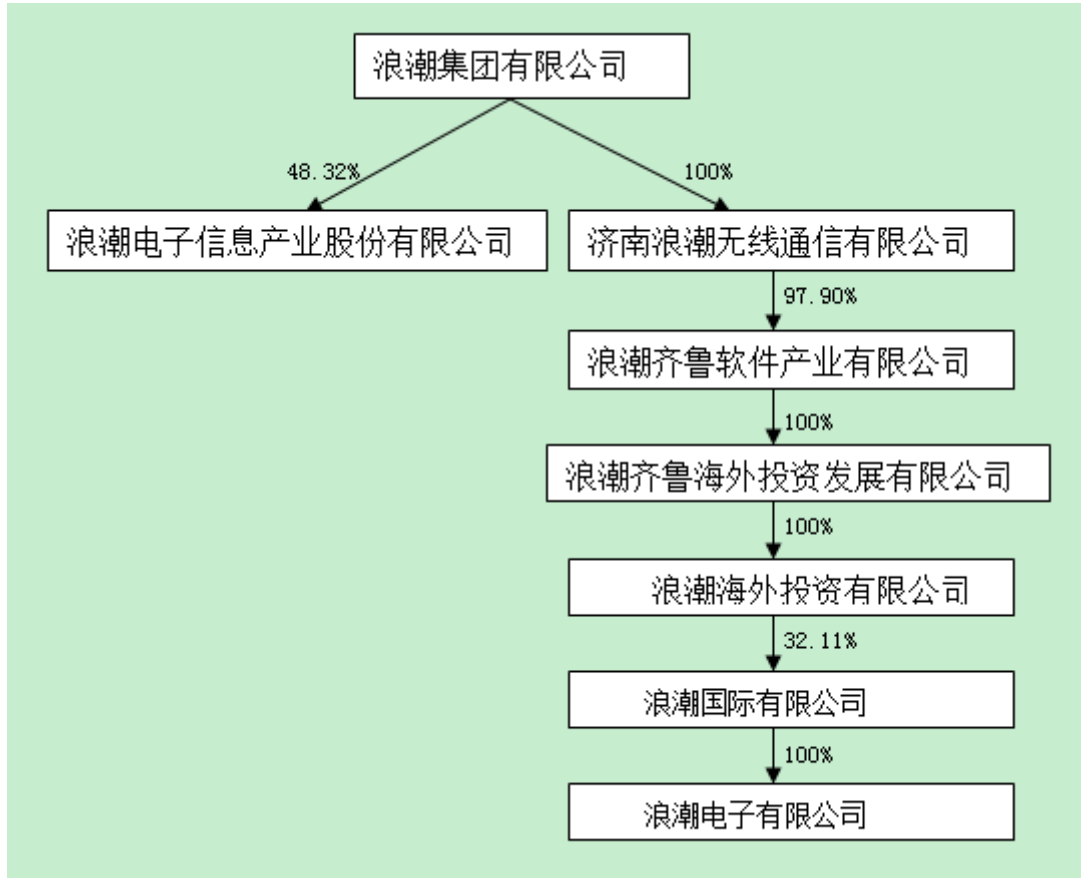 浪潮集团有限公司
48.32%
100%
浪潮电子信息产业股份有限公司
济南浪潮无线通信有限公司
97.90%
浪潮齐鲁软件产业有限公司
100%
浪潮齐鲁海外投资发展有限公司
100%
浪潮海外投资有限公司
32.11%
浪潮国际有限公司
100%
浪潮电子有限公司